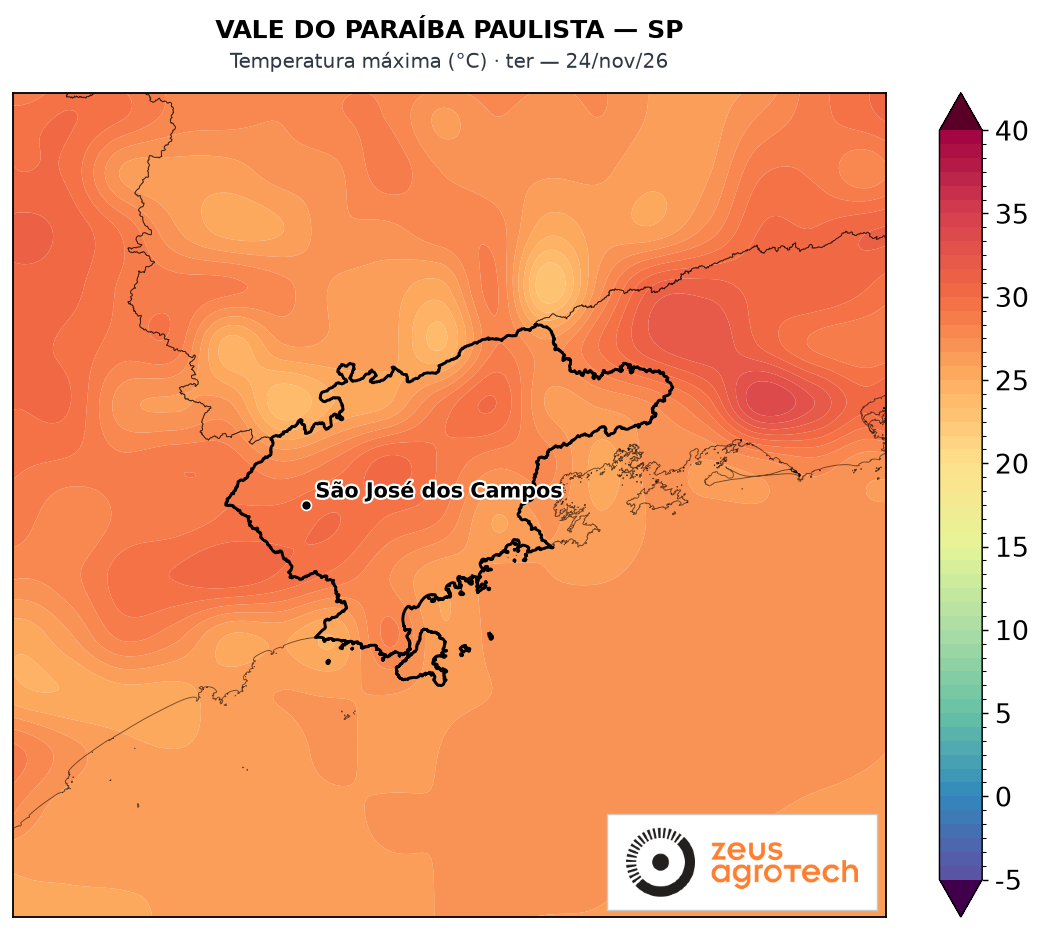 VALE DO PARAÍBA PAULISTA — SP
Temperatura máxima (°C) · ter — 24/nov/26
40
35
30
25
20
15
10
5
0
-5
São José dos Campos
zeus
agrotech